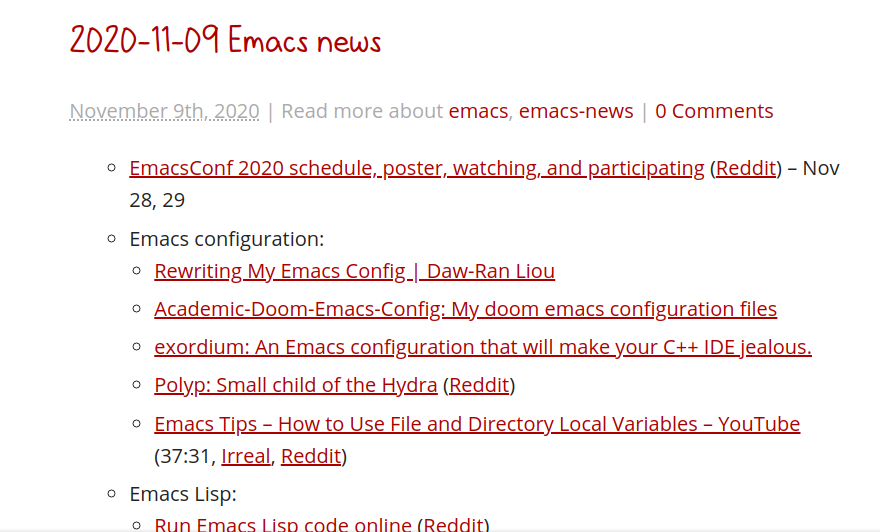 2020-11-09 Emacs news
November 9th, 2020 | Read more about emacs, emacs-news | 0 Comments
EmacsConf 2020 schedule, poster, watching, and participating (Reddit) – Nov
28, 29
Emacs configuration:
Rewriting My Emacs Config | Daw-Ran Liou
Academic-Doom-Emacs-Config: My doom emacs configuration files
exordium: An Emacs configuration that will make your C++ IDE jealous.
Polyp: Small child of the Hydra (Reddit)
Emacs Tips – How to Use File and Directory Local Variables – YouTube
(37:31, Irreal, Reddit)
Emacs Lisp:
Run Emacs Lisp code online (Reddit)